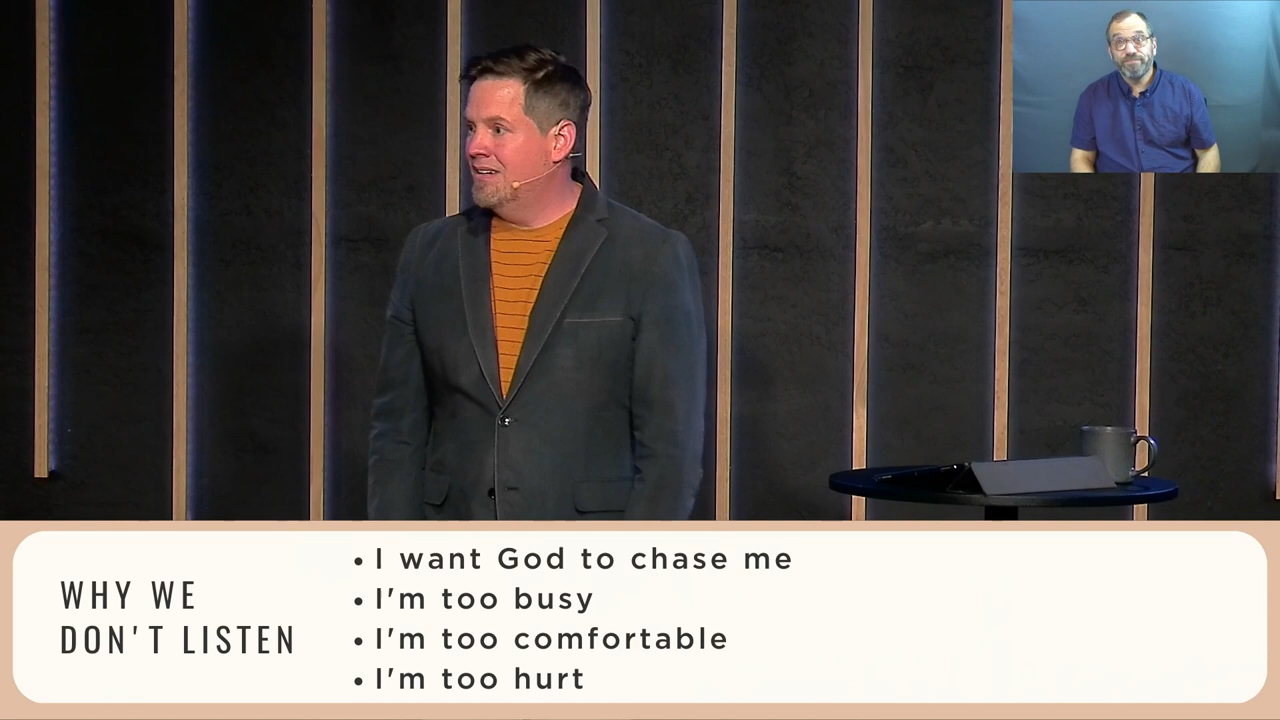 WHY WE
DON'T LISTEN
• I want God to chase me
• I'm too busy
• I'm too comfortable
• I'm too hurt